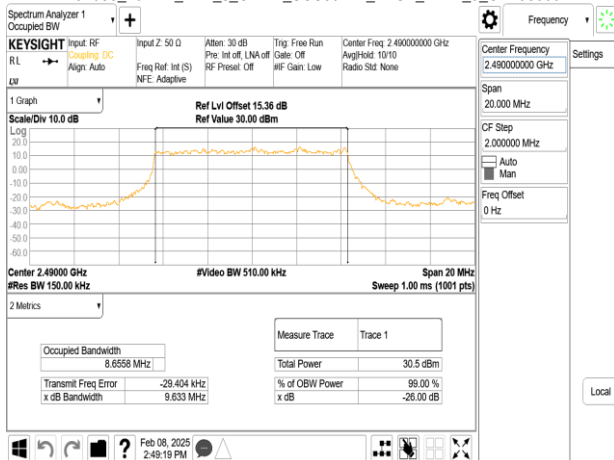 Spectrum Analyzer 1
Occupied BW
Frequency
KEYSIGHT
RL
Input: RF
Coupling: DC
Align: Auto
Input Z: 50 Ω
Freq Ref: Int (S)
NFE: Adaptive
Atten: 30 dB
Pre: Int off, LNA off
RF Presel: Off
Trig: Free Run
Gate: Off
#IF Gain: Low
Center Freq: 2.490000000 GHz
Avg|Hold: 10/10
Radio Std: None
Center Frequency
2.490000000 GHz
Settings
Span
20.000 MHz
CF Step
2.000000 MHz
Auto
Man
Freq Offset
0 Hz
Local
1 Graph
Scale/Div 10.0 dB
Ref Lvl Offset 15.36 dB
Ref Value 30.00 dBm
Log
20.0
10.0
0.00
-10.0
-20.0
-30.0
-40.0
-50.0
-60.0
Center 2.49000 GHz
#Res BW 150.00 kHz
#Video BW 510.00 kHz
Span 20 MHz
Sweep 1.00 ms (1001 pts)
2 Metrics
Measure Trace
Trace 1
Occupied Bandwidth
8.6558 MHz
Total Power
30.5 dBm
Transmit Freq Error
-29.404 kHz
% of OBW Power
99.00 %
x dB Bandwidth
9.633 MHz
x dB
-26.00 dB
?
Feb 08, 2025
2:49:19 PM